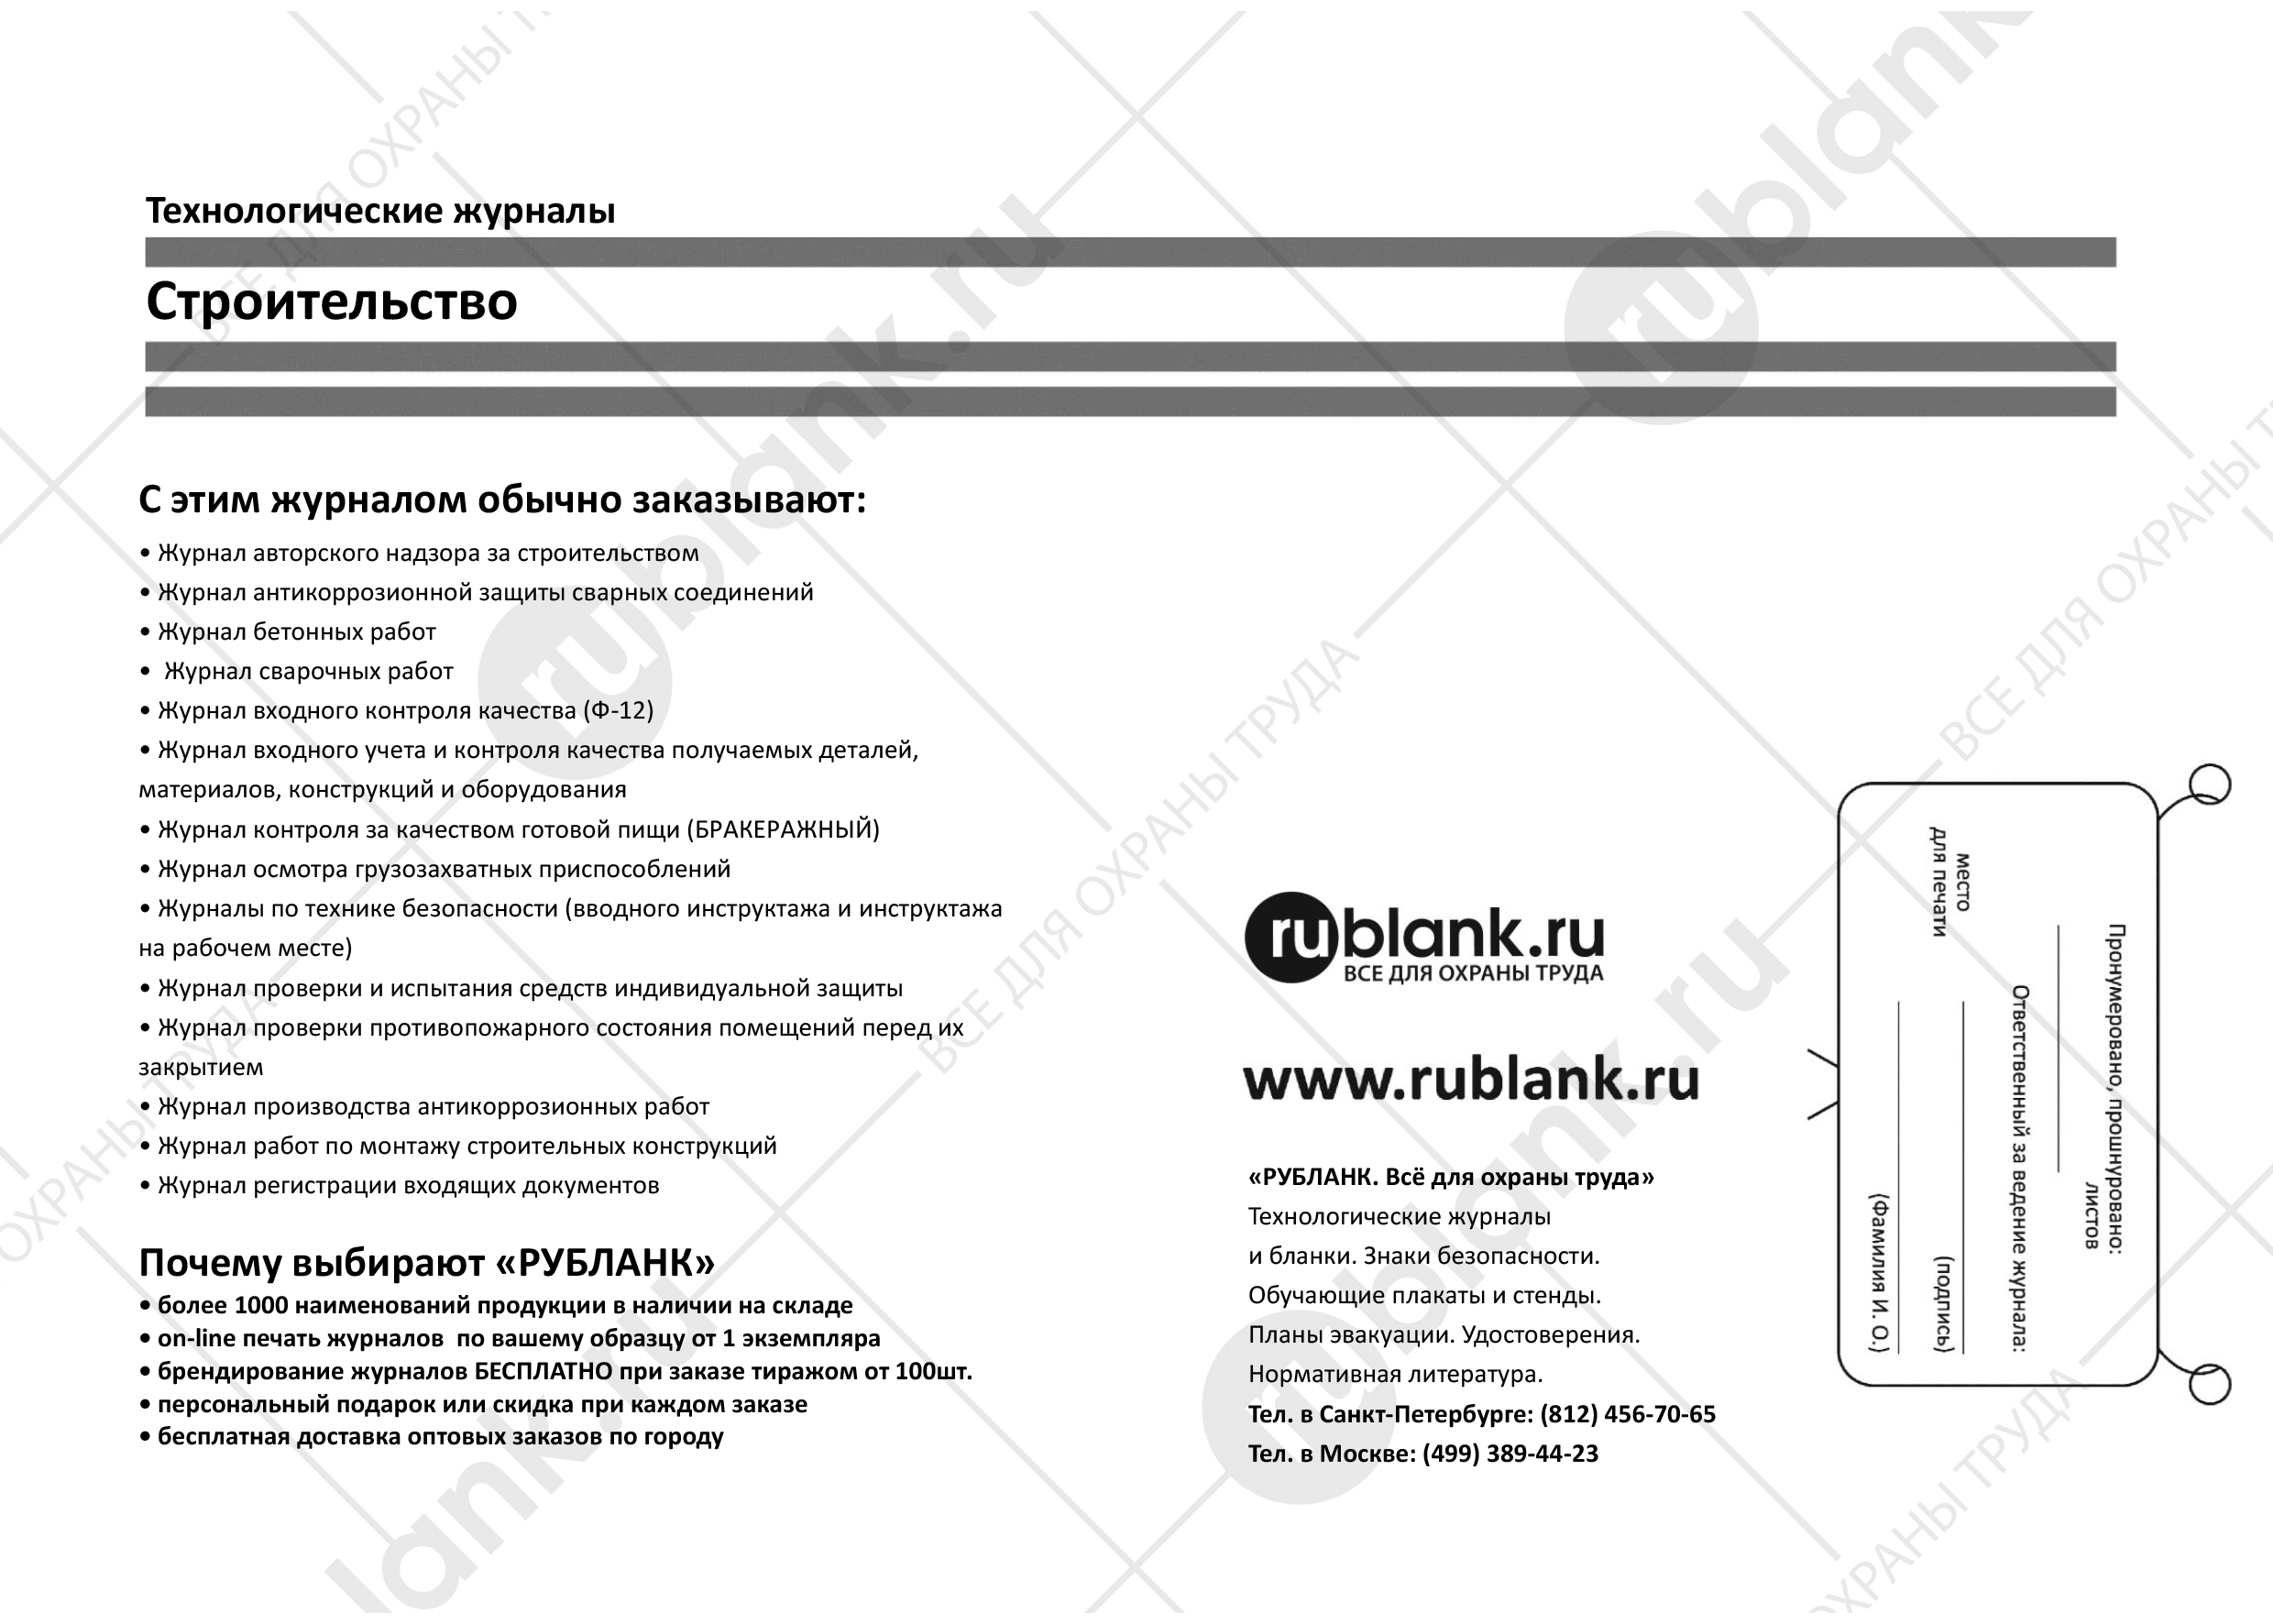 Технологические журналы
Строительство
С этим журналом обычно заказывают:
• Журнал авторского надзора за строительством
• Журнал антикоррозионной защиты сварных соединений
• Журнал бетонных работ
•  Журнал сварочных работ
• Журнал входного контроля качества (Ф-12)
• Журнал входного учета и контроля качества получаемых деталей,
материалов, конструкций и оборудования
• Журнал контроля за качеством готовой пищи (БРАКЕРАЖНЫЙ)
• Журнал осмотра грузозахватных приспособлений
• Журналы по технике безопасности (вводного инструктажа и инструктажа
на рабочем месте)
• Журнал проверки и испытания средств индивидуальной защиты
• Журнал проверки противопожарного состояния помещений перед их
закрытием
• Журнал производства антикоррозионных работ
• Журнал работ по монтажу строительных конструкций
• Журнал регистрации входящих документов
Почему выбирают «РУБЛАНК»
• более 1000 наименований продукции в наличии на складе
• on-line печать журналов  по вашему образцу от 1 экземпляра
• брендирование журналов БЕСПЛАТНО при заказе тиражом от 100шт.
• персональный подарок или скидка при каждом заказе
• бесплатная доставка оптовых заказов по городу
rublank.ru
ВСЕ ДЛЯ ОХРАНЫ ТРУДА
www.rublank.ru
«РУБЛАНК. Всё для охраны труда»
Технологические журналы
и бланки. Знаки безопасности.
Обучающие плакаты и стенды.
Планы эвакуации. Удостоверения.
Нормативная литература.
Тел. в Санкт-Петербурге: (812) 456-70-65
Тел. в Москве: (499) 389-44-23
Пронумеровано, прошнуровано:
листов
Ответственный за ведение журнала:
место
для печати
(подпись)
(Фамилия И. О.)
rublank.ru
ВСЕ ДЛЯ ОХРАНЫ ТРУДА